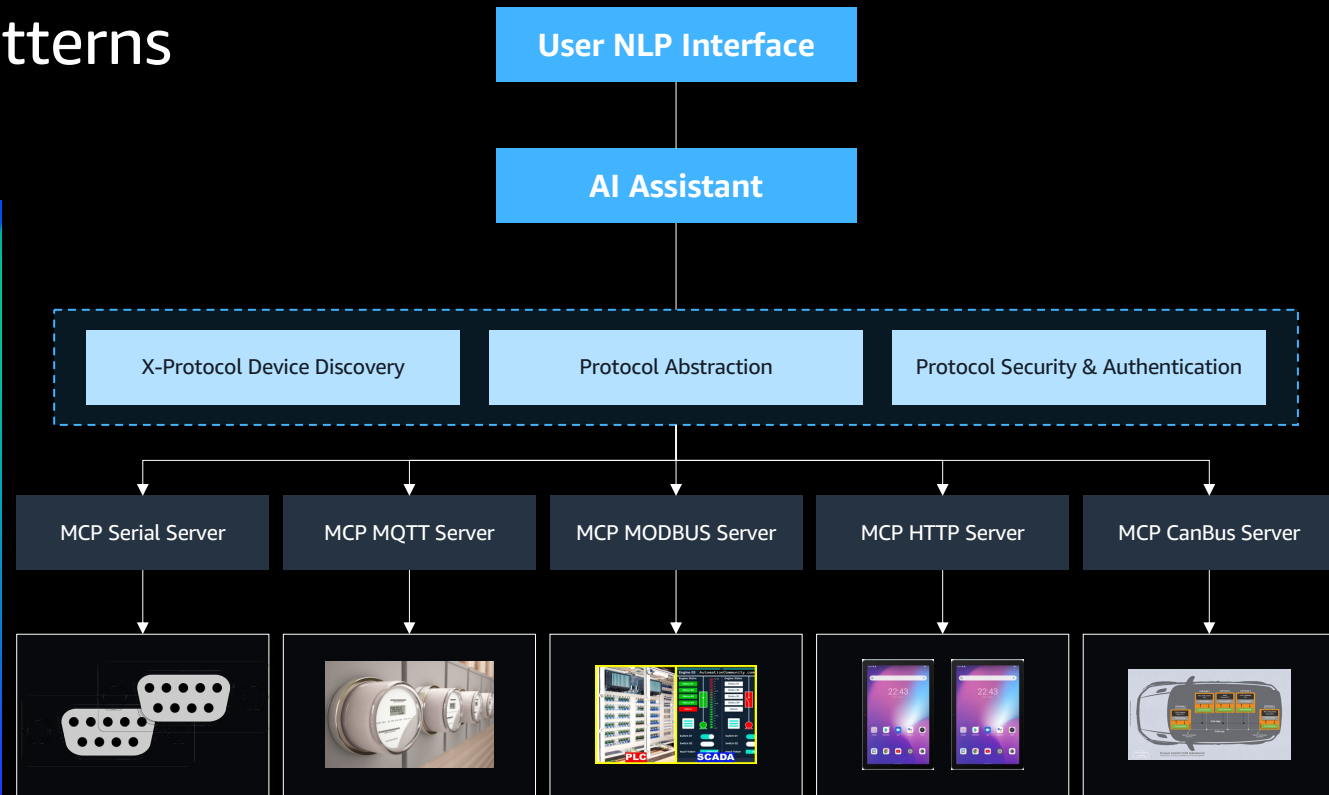 tterns
User NLP Interface
AI Assistant
X-Protocol Device Discovery
Protocol Abstraction
Protocol Security & Authentication
MCP Serial Server
MCP MQTT Server
MCP MODBUS Server
MCP HTTP Server
MCP CanBus Server
PLC
SCADA
22:43
22:43